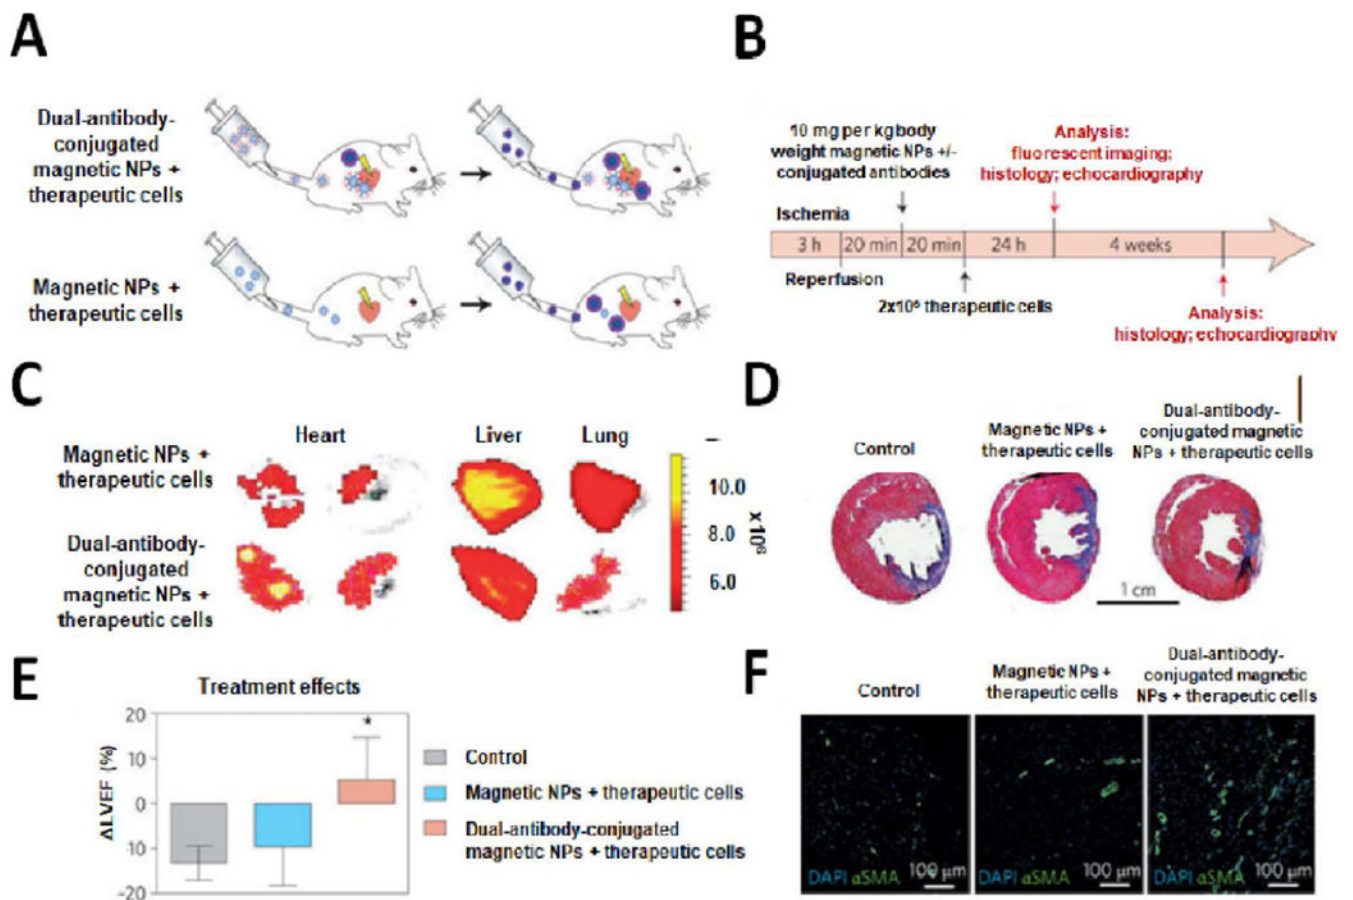 A
Dual-antibody-
conjugated
magnetic NPs +
therapeutic cells
Magnetic NPs +
therapeutic cells
B
10 mg per kg body
weight magnetic NPs +/-
conjugated antibodies
Analysis:
fluorescent imaging;
histology; echocardiography
Ischemia
3 h
20 min
20 min
24 h
4 weeks
Reperfusion
2x10⁶ therapeutic cells
Analysis:
histology; echocardiography
C
Heart
Liver
Lung
Magnetic NPs +
therapeutic cells
Dual-antibody-
conjugated
magnetic NPs +
therapeutic cells
10.0
8.0
6.0
x10⁶
D
Control
Magnetic NPs +
therapeutic cells
Dual-antibody-
conjugated magnetic
NPs + therapeutic cells
1 cm
E
Treatment effects
ΔLVEF (%)
20
10
0
10
-20
*
Control
Magnetic NPs + therapeutic cells
Dual-antibody-conjugated
magnetic NPs + therapeutic cells
F
Control
Magnetic NPs +
therapeutic cells
Dual-antibody-
conjugated magnetic
NPs + therapeutic cells
DAPI αSMA
100 μm
DAPI αSMA
100 μm
DAPI αSMA
100 μm